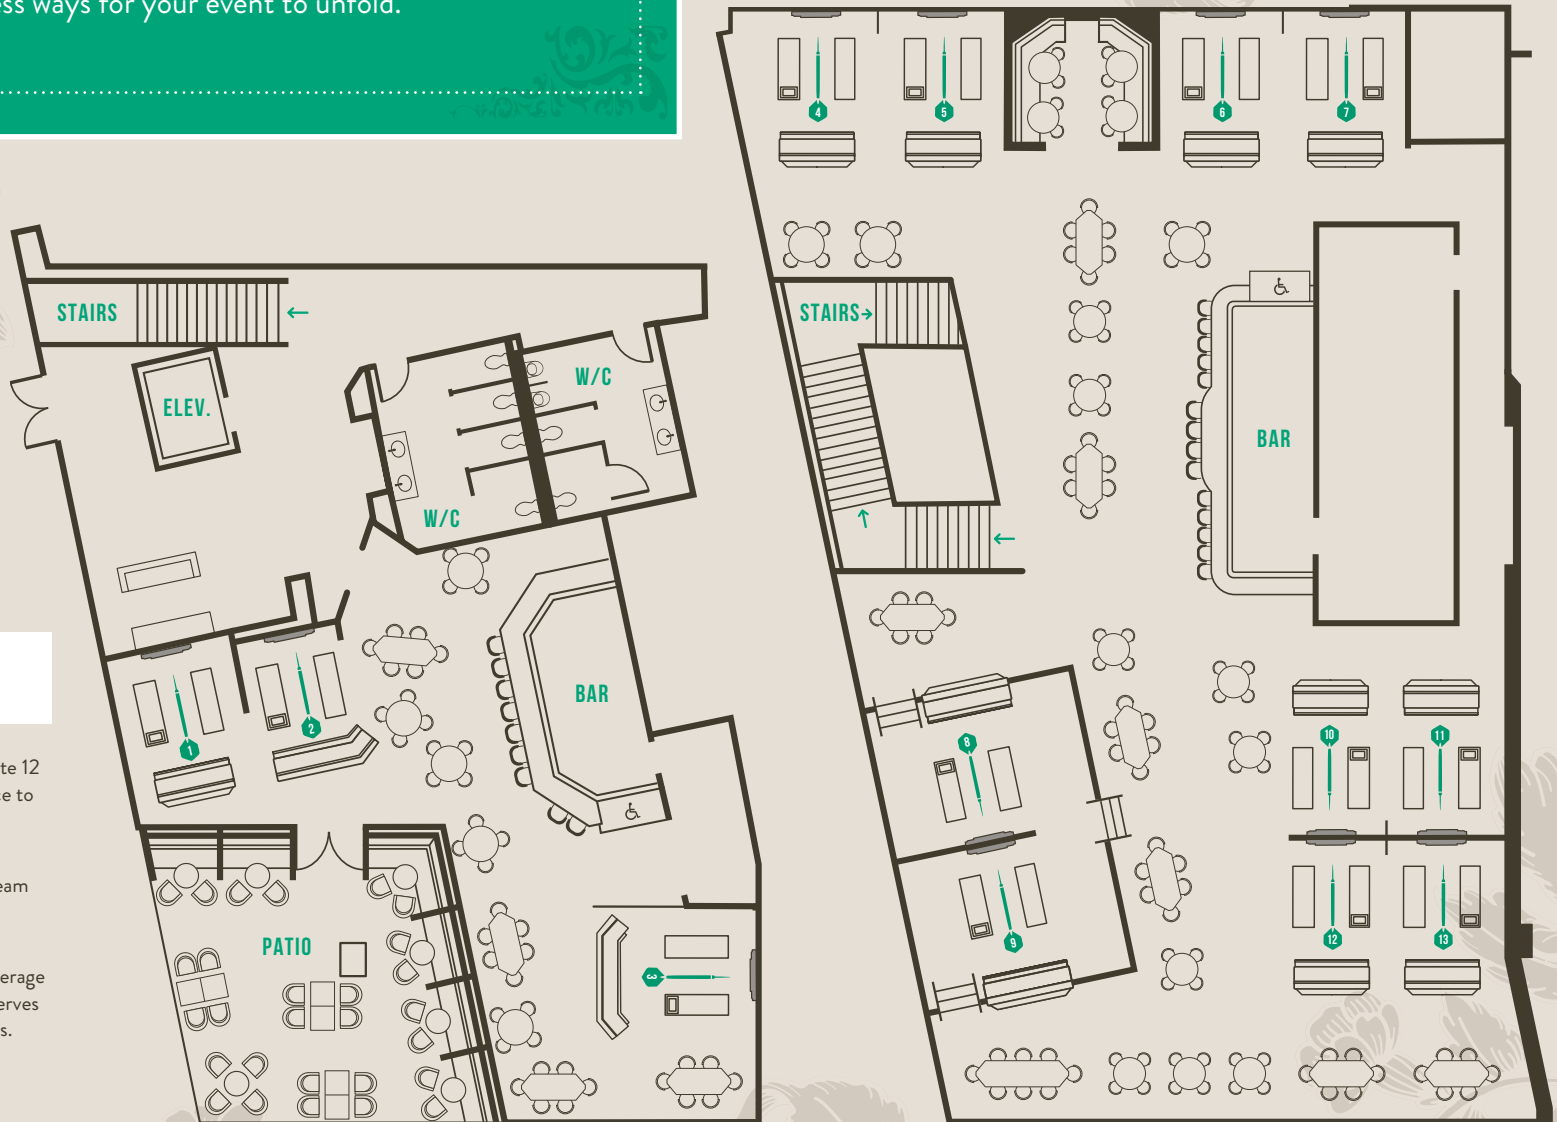 ess ways for your event to unfold.
4
5
6
7
STAIRS
STAIRS
ELEV.
W/C
W/C
BAR
BAR
1
2
8
10
11
te 12
ce to
eam
PATIO
3
9
12
13
erage
erves
s.